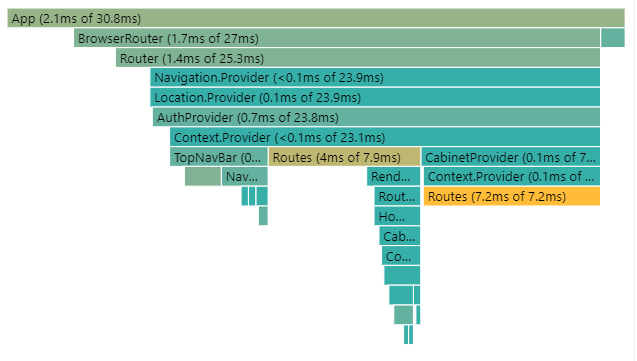 App (2.1ms of 30.8ms)
BrowserRouter (1.7ms of 27ms)
Router (1.4ms of 25.3ms)
Navigation.Provider (<0.1ms of 23.9ms)
Location.Provider (0.1ms of 23.9ms)
AuthProvider (0.7ms of 23.8ms)
Context.Provider (<0.1ms of 23.1ms)
TopNavBar (0... Routes (4ms of 7.9ms) CabinetProvider (0.1ms of 7...
Nav... Rend... Context.Provider (0.1ms of ...
Rout... Routes (7.2ms of 7.2ms)
Ho...
Cab...
Co...